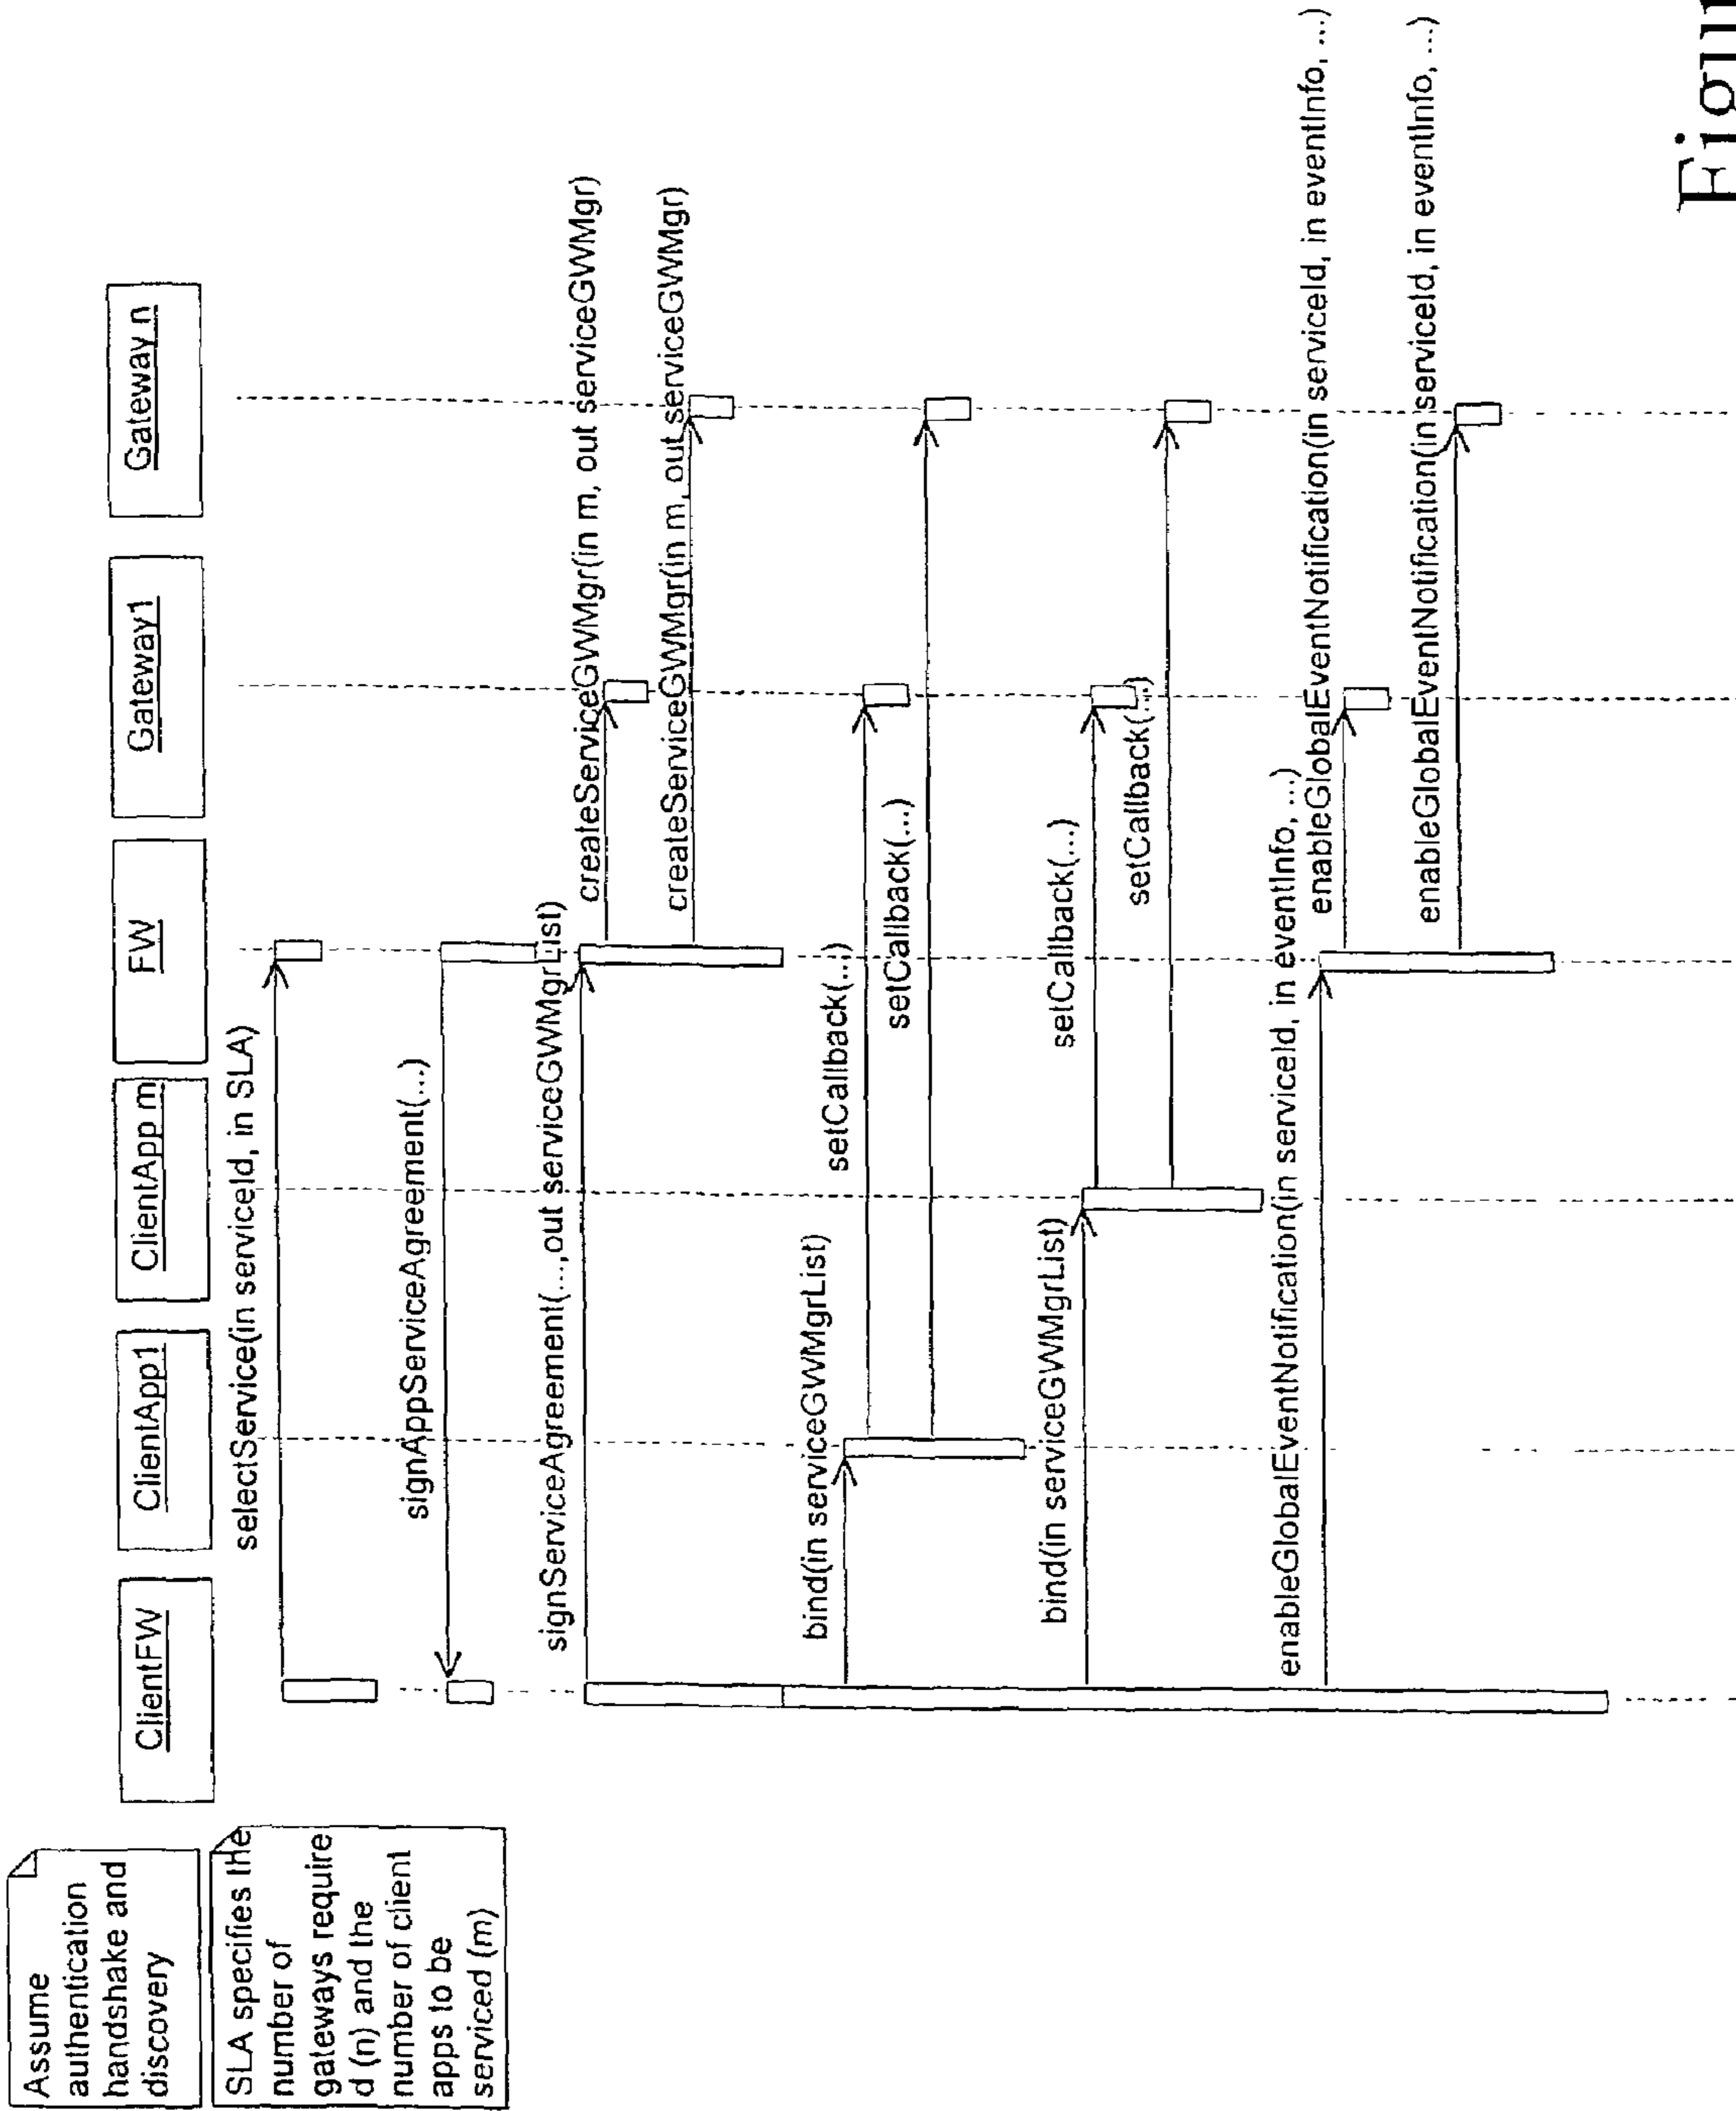 Assume
authentication
handshake and
discovery
SLA specifies the
number of
gateways require
d (n) and the
number of client
apps to be
serviced (m)
ClientFW
ClientApp1
ClientApp m
FW
Gateway1
Gateway n
selectService(in serviceId, in SLA)
signAppServiceAgreement(...)
signServiceAgreement(...,out serviceGWMgrList)
createServiceGWMgr(in m, out serviceGWMgr)
createServiceGWMgr(in m, out serviceGWMgr)
bind(in serviceGWMgrList)
setCallback(...)
setCallback(...)
bind(in serviceGWMgrList)
setCallback(...)
setCallback(...)
enableGlobalEventNotification(in serviceId, in eventInfo, ...)
enableGlobalEventNotification(in serviceId, in eventInfo, ...)
enableGlobalEventNotification(in serviceId, in eventInfo, ...)